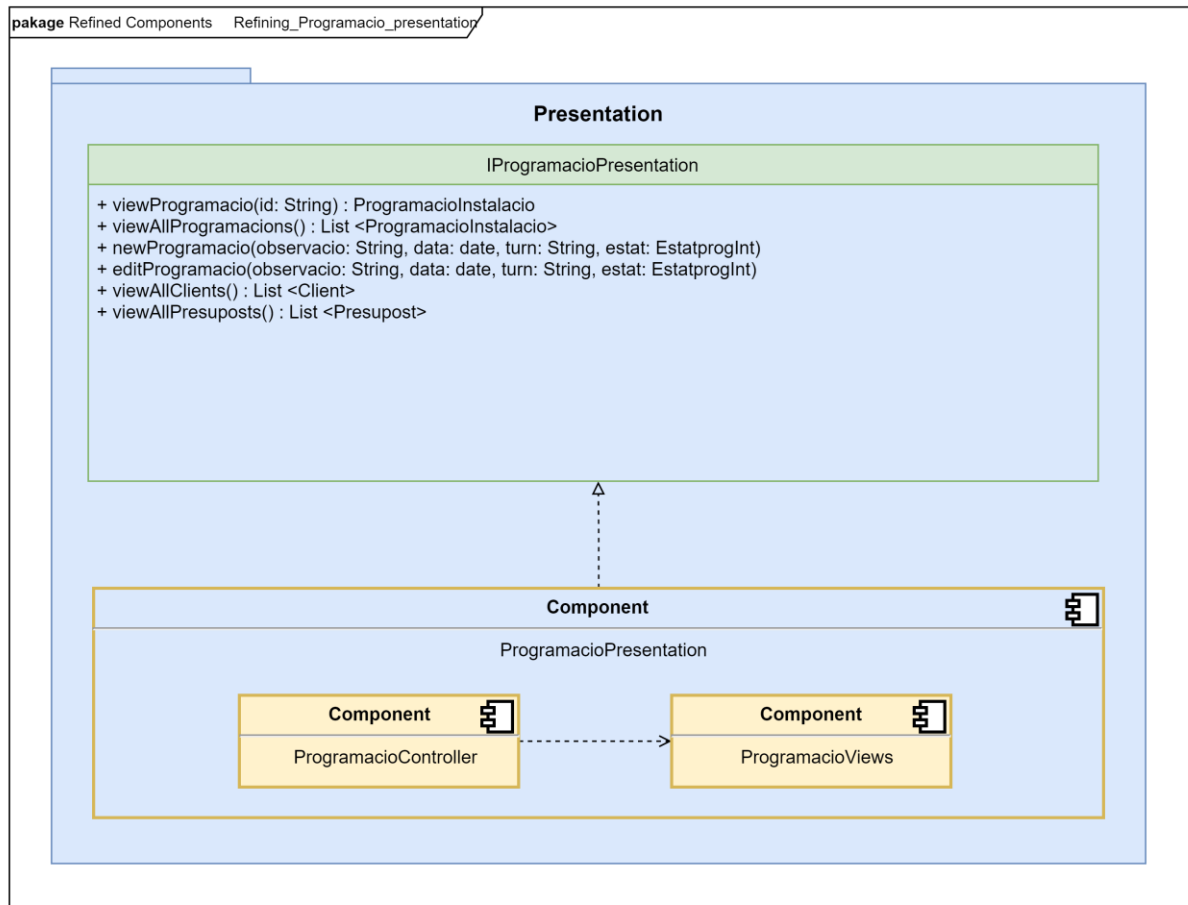 pakage Refined Components Refining_Programacio_presentation
Presentation
IProgramacioPresentation
+ viewProgramacio(id: String) : ProgramacioInstalacio
+ viewAllProgramacions() : List <ProgramacioInstalacio>
+ newProgramacio(observacio: String, data: date, turn: String, estat: EstatprogInt)
+ editProgramacio(observacio: String, data: date, turn: String, estat: EstatprogInt)
+ viewAllClients() : List <Client>
+ viewAllPresuposts() : List <Presupost>
Component
ProgramacioPresentation
Component
ProgramacioController
Component
ProgramacioViews